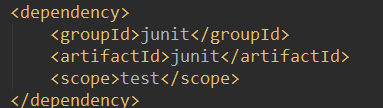 <dependency>
    <groupId>junit</groupId>
    <artifactId>junit</artifactId>
    <scope>test</scope>
</dependency>